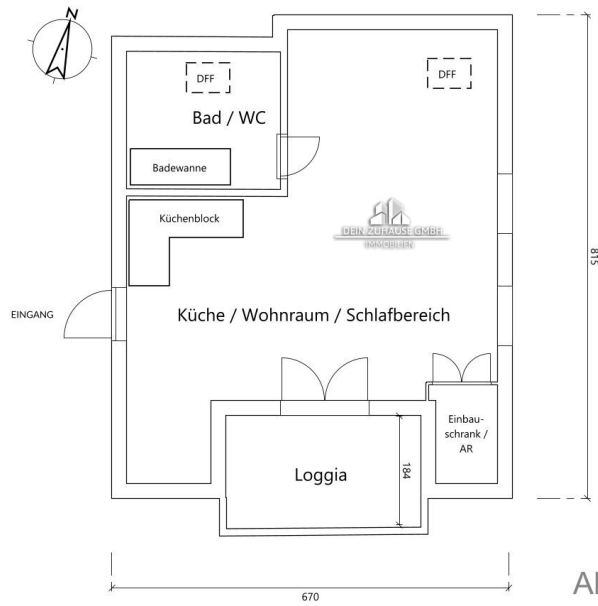 N
DFF
DFF
Bad / WC
Badewanne
Küchenblock
DEIN ZUHAUSE GMBH
IMMOBILIEN
815
EINGANG
Küche / Wohnraum / Schlafbereich
Einbau-
schrank /
AR
184
Loggia
670